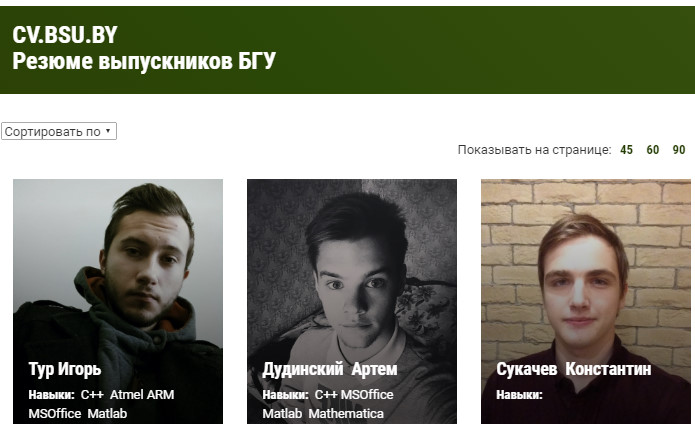 CV.BSU.BY
Резюме выпускников БГУ
Сортировать по
Показывать на странице: 45 60 90
Тур Игорь
Навыки: C++ Atmel ARM
MSOffice Matlab
Дудинский Артем
Навыки: C++ MSOffice
Matlab Mathematica
Сукачев Константин
Навыки: